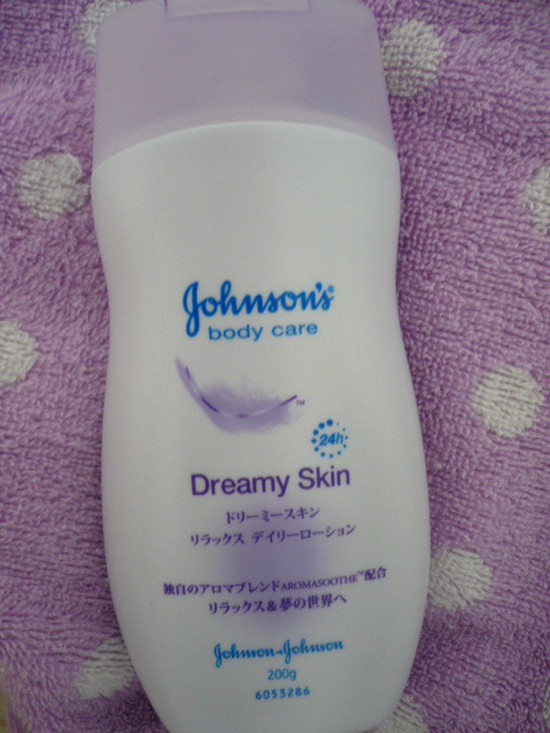 Johnson's®
body care
™
24h
Dreamy Skin
ドリーミースキン
リラックス デイリーローション
独自のアロマブレンドAROMASOOTHE™配合
リラックス&夢の世界へ
Johnson&Johnson
200g
6053286